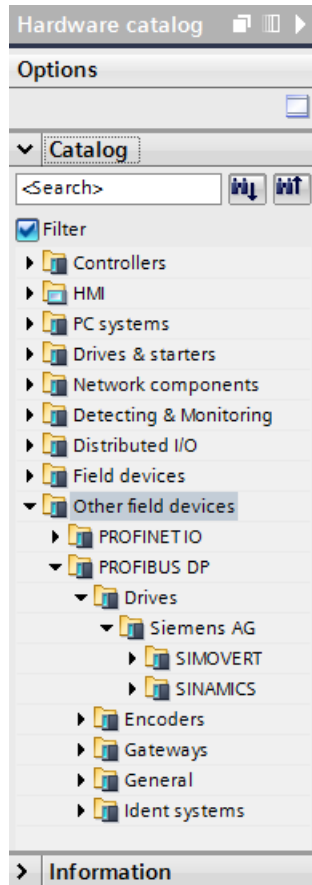 Hardware catalog
Options
Catalog
<Search>
Filter
Controllers
HMI
PC systems
Drives & starters
Network components
Detecting & Monitoring
Distributed I/O
Field devices
Other field devices
PROFINET IO
PROFIBUS DP
Drives
Siemens AG
SIMOVERT
SINAMICS
Encoders
Gateways
General
Ident systems
Information